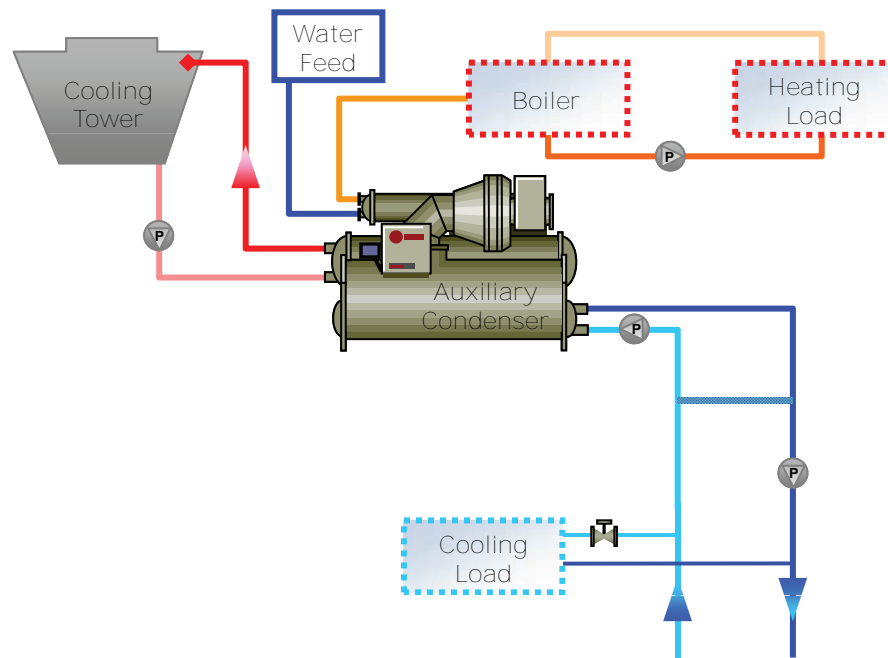 Cooling
Tower
Water
Feed
Boiler
Heating
Load
P
P
Auxiliary
Condenser
P
P
Cooling
Load